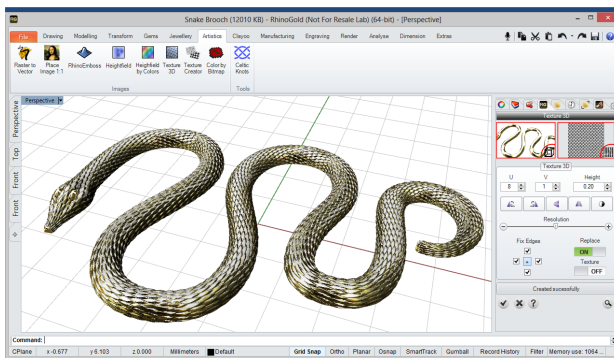 Snake Brooch (12010 KB) - RhinoGold (Not For Resale Lab) (64-bit) - [Perspective]
File Drawing Modelling Transform Gems Jewellery Artistics Clayoo Manufacturing Engraving Render Analyse Dimension Extras
Raster to Vector
Place Image 1:1
RhinoEmboss
Heightfield
Heightfield by Colors
Texture 3D
Texture Creator
Color by Bitmap
Celtic Knots
Images
Tools
Perspective
Perspective
Top
Front
Front
Texture 3D
Texture 3D
U V Height
8 1 0.20
Resolution
Fix Edges Replace
ON
Texture
OFF
Created successfully
Command:
CPlane x -0.677 y 6.103 z 0.000 Millimeters Default Grid Snap Ortho Planar Osnap SmartTrack Gumball Record History Filter Memory use: 1064 ...